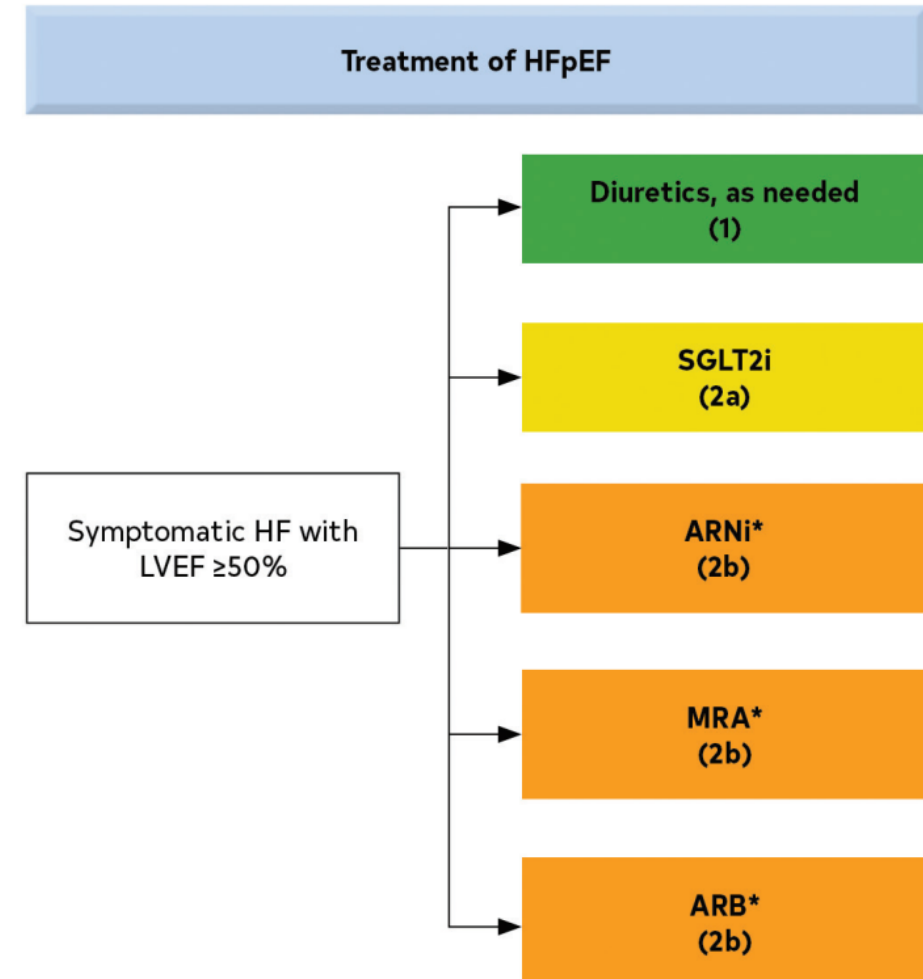 Treatment of HFpEF
Diuretics, as needed
(1)
SGLT2i
(2a)
Symptomatic HF with
LVEF ≥50%
ARNi*
(2b)
MRA*
(2b)
ARB*
(2b)